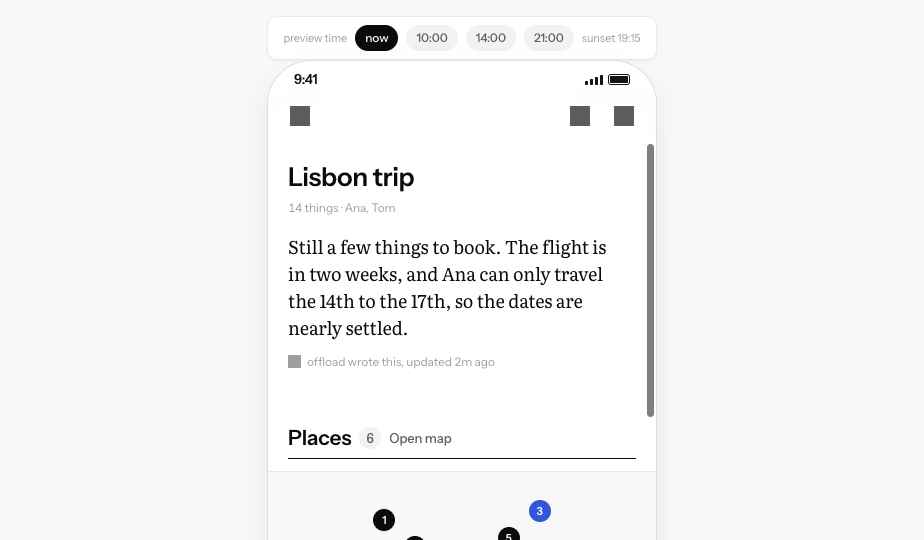 preview time now 10:00 14:00 21:00 sunset 19:15
9:41
Lisbon trip
14 things · Ana, Tom
Still a few things to book. The flight is
in two weeks, and Ana can only travel
the 14th to the 17th, so the dates are
nearly settled.
offload wrote this, updated 2m ago
Places 6 Open map
3
1
5